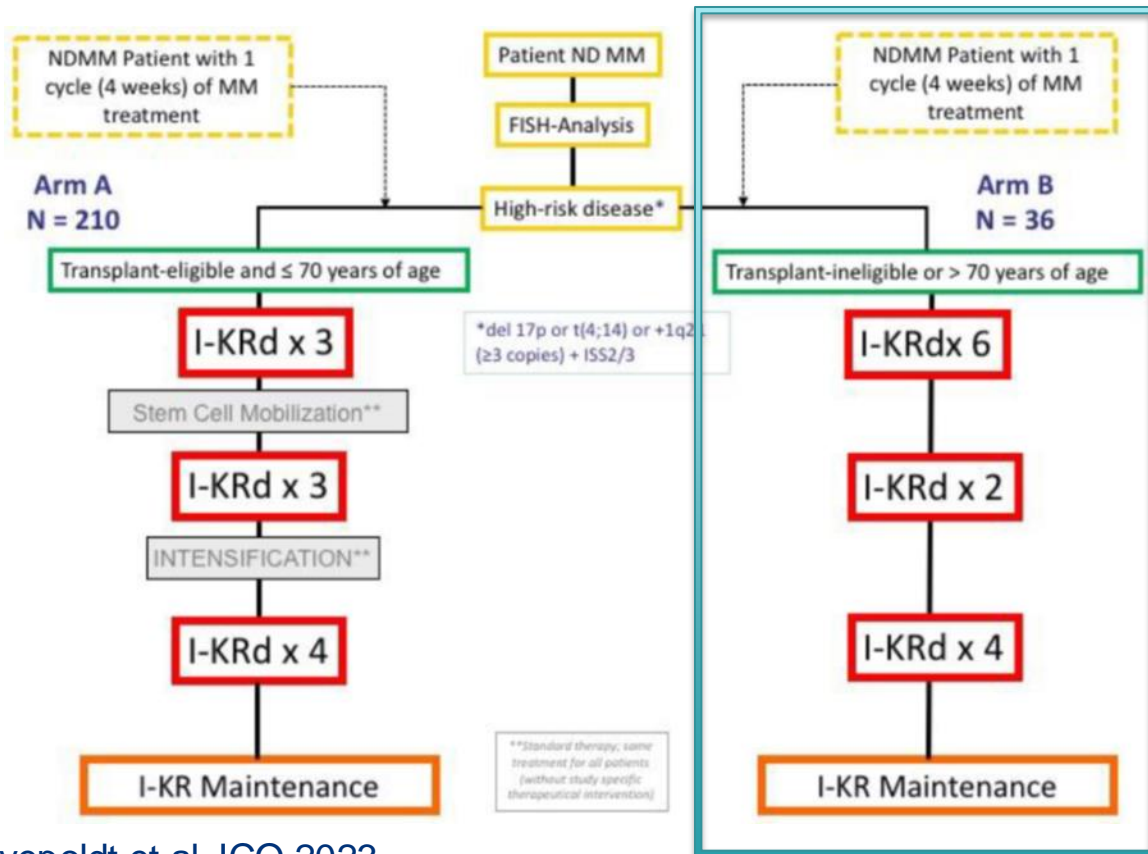 NDMM Patient with 1
cycle (4 weeks) of MM
treatment
Patient ND MM
FISH-Analysis
High-risk disease*
NDMM Patient with 1
cycle (4 weeks) of MM
treatment
Arm A
N = 210
Arm B
N = 36
Transplant-eligible and ≤ 70 years of age
Transplant-ineligible or > 70 years of age
I-KRd x 3
*del 17p or t(4;14) or +1q21
(≥3 copies) + ISS2/3
I-KRdx 6
Stem Cell Mobilization**
I-KRd x 3
I-KRd x 2
INTENSIFICATION**
I-KRd x 4
I-KRd x 4
**Standard therapy; same
treatment for all patients
(without study specific
therapeutical intervention)
I-KR Maintenance
I-KR Maintenance
et al. JCO 2023